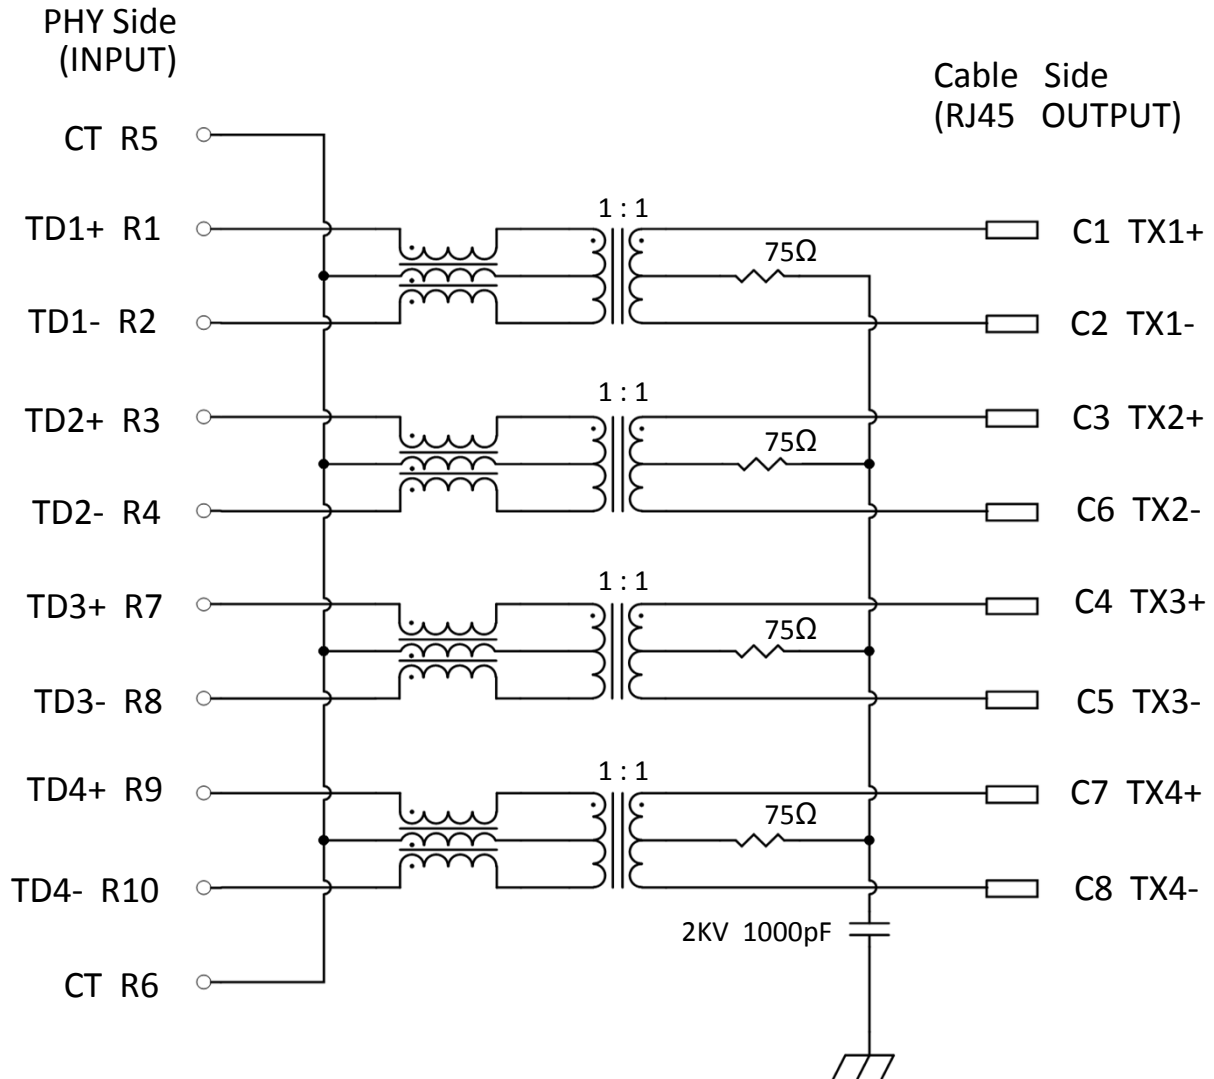 PHY Side
(INPUT)
Cable Side
(RJ45 OUTPUT)
CT R5
1 : 1
TD1+ R1
75Ω
C1 TX1+
TD1- R2
C2 TX1-
1 : 1
TD2+ R3
75Ω
C3 TX2+
TD2- R4
C6 TX2-
1 : 1
TD3+ R7
75Ω
C4 TX3+
TD3- R8
C5 TX3-
1 : 1
TD4+ R9
75Ω
C7 TX4+
TD4- R10
C8 TX4-
2KV 1000pF
CT R6